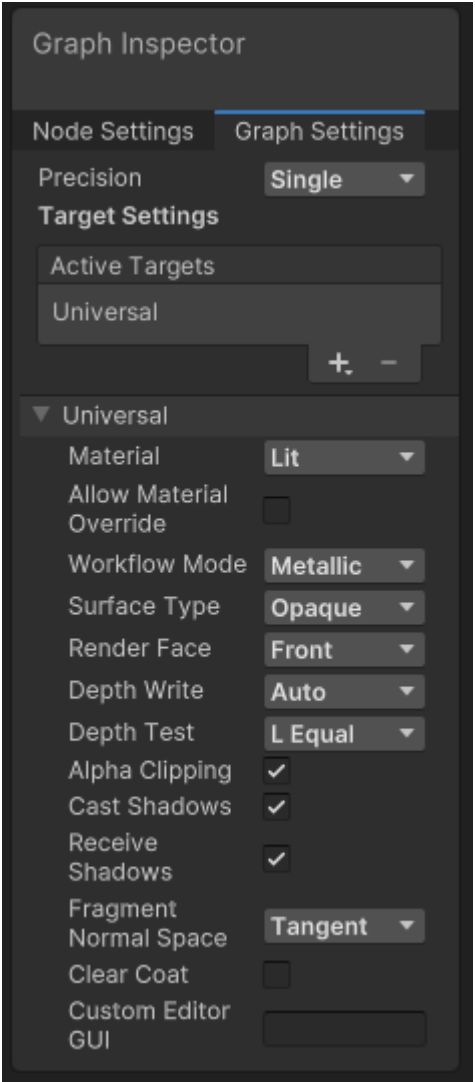 Graph Inspector
Node Settings Graph Settings
Precision Single
Target Settings
Active Targets
Universal
Universal
Material Lit
Allow Material
Override
Workflow Mode Metallic
Surface Type Opaque
Render Face Front
Depth Write Auto
Depth Test L Equal
Alpha Clipping
Cast Shadows
Receive
Shadows
Fragment
Normal Space Tangent
Clear Coat
Custom Editor
GUI